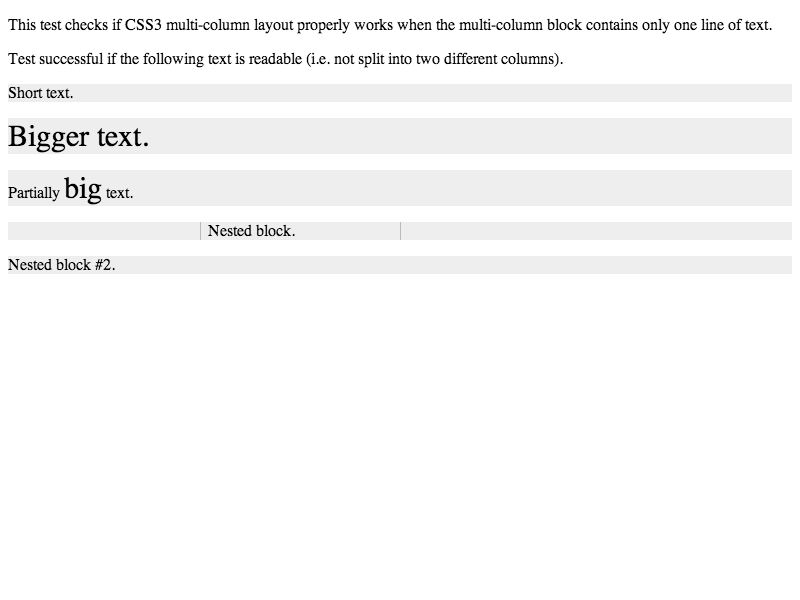 This test checks if CSS3 multi-column layout properly works when the multi-column block contains only one line of text.
Test successful if the following text is readable (i.e. not split into two different columns).
Short text.
Bigger text.
Partially big text.
Nested block.
Nested block #2.